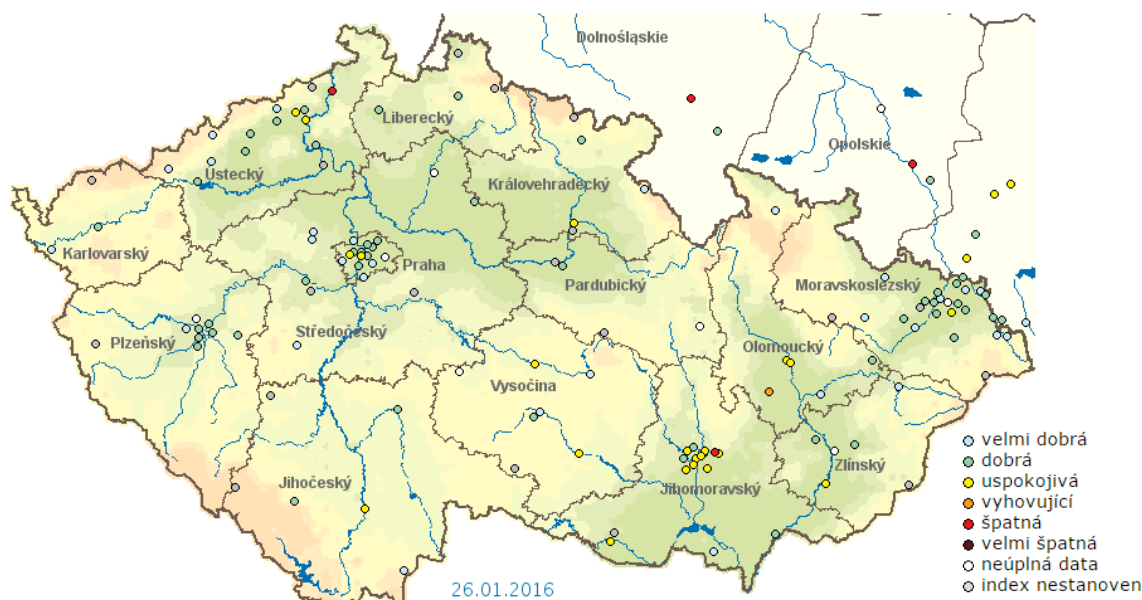 Dolnośląskie
Liberecký
Opolskie
Ústecký
Královehradecký
Karlovarský
Praha
Pardubický
Moravskoslezský
Plzeňský
Středočeský
Olomoucký
Vysočina
Zlínský
Jihočeský
Jihomoravský
velmi dobrá
dobrá
uspokojivá
vyhovující
špatná
velmi špatná
neúplná data
index nestanoven
26.01.2016